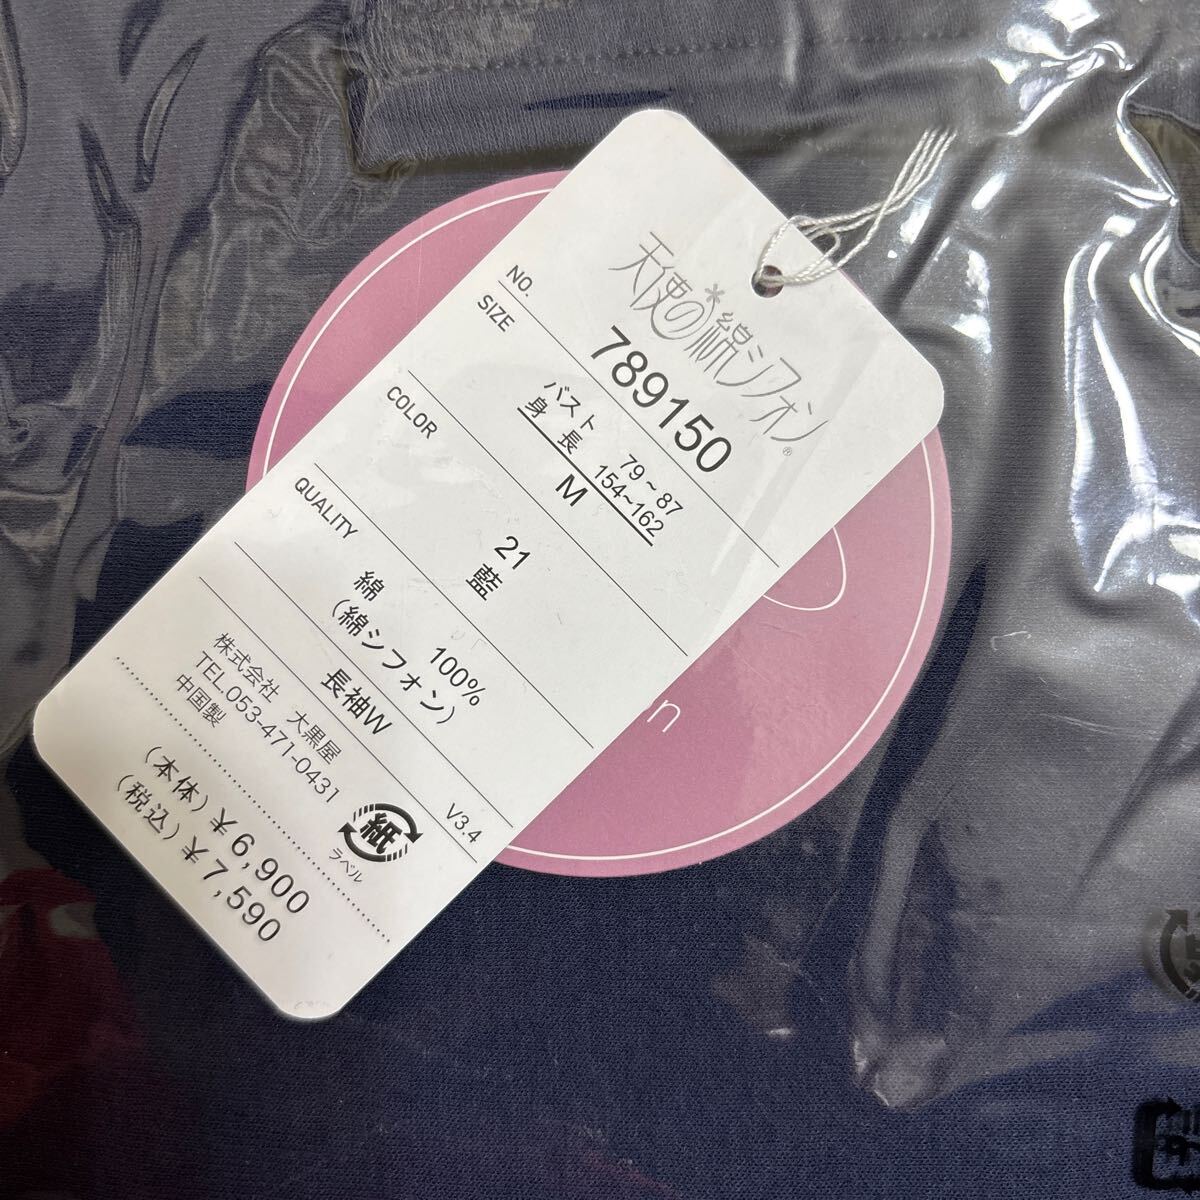 天使の綿シフォン®
NO. 789150
SIZE バスト 79~87
身長 154~162
M
COLOR 21
藍
QUALITY 綿 100%
(綿シフォン)
長袖W V3.4
株式会社 大黒屋
TEL.053-471-0431
中国製
紙
ラベル
(本体)¥6,900
(税込)¥7,590
n